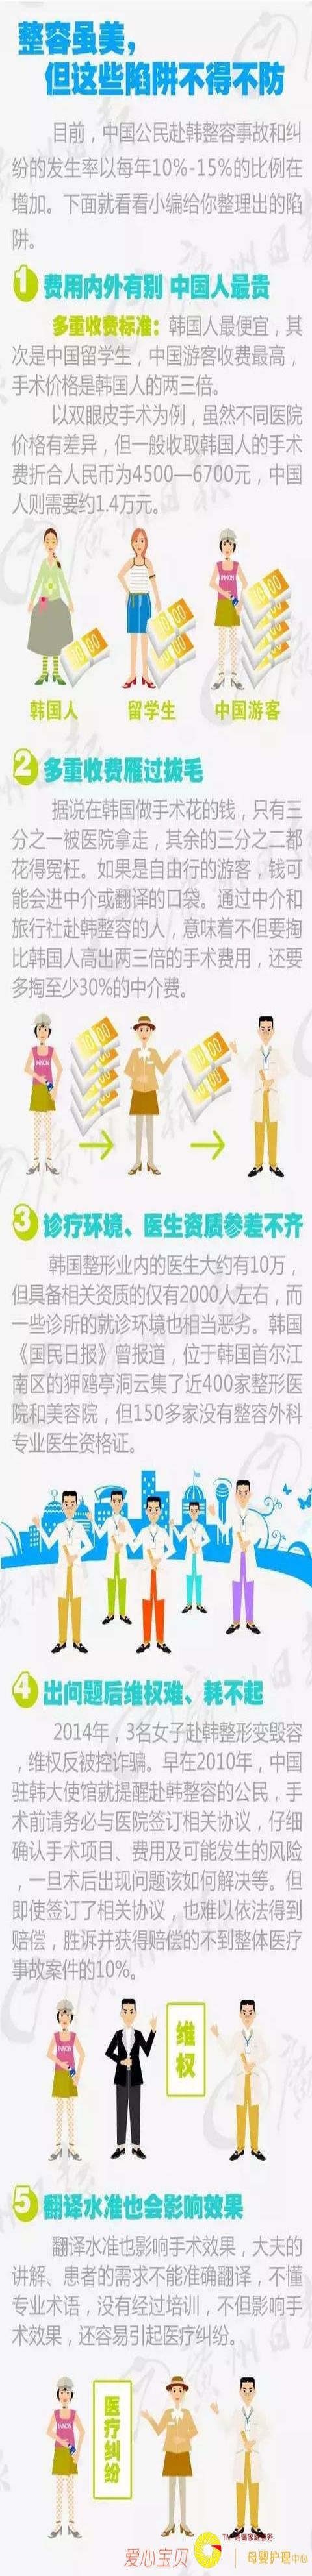 整容虽美，
但这些陷阱不得不防
目前，中国公民赴韩整容事故和纠
纷的发生率以每年10%-15%的比例在
增加。下面就看看小编给你整理出的陷
阱。
1 费用内外有别 中国人最贵
多重收费标准：韩国人最便宜，其
次是中国留学生，中国游客收费最高，
手术价格是韩国人的两三倍。
以双眼皮手术为例，虽然不同医院
价格有差异，但一般收取韩国人的手术
费折合人民币为4500—6700元，中国
人则需要约1.4万元。
韩国人 留学生 中国游客
2 多重收费雁过拔毛
据说在韩国做手术花的钱，只有三
分之一被医院拿走，其余的三分之二都
花得冤枉。如果是自由行的游客，钱可
能会进中介或翻译的口袋。通过中介和
旅行社赴韩整容的人，意味着不但要掏
比韩国人高出两三倍的手术费用，还要
多掏至少30%的中介费。
3 诊疗环境、医生资质参差不齐
韩国整形业内的医生大约有10万，
但具备相关资质的仅有2000人左右，而
一些诊所的就诊环境也相当恶劣。韩国
《国民日报》曾报道，位于韩国首尔江
南区的狎鸥亭洞云集了近400家整形医
院和美容院，但150多家没有整容外科
专业医生资格证。
4 出问题后维权难、耗不起
2014年，3名女子赴韩整形变毁容
，维权反被控诈骗。早在2010年，中国
驻韩大使馆就提醒赴韩整容的公民，手
术前请务必与医院签订相关协议，仔细
确认手术项目、费用及可能发生的风险
，一旦术后出现问题该如何解决等。但
即使签订了相关协议，也难以依法得到
赔偿，胜诉并获得赔偿的不到整体医疗
事故案件的10%。
维权
5 翻译水准也会影响效果
翻译水准也影响手术效果，大夫的
讲解、患者的需求不能准确翻译，不懂
专业术语，没有经过培训，不但影响手
术效果，还容易引起医疗纠纷。
医疗纠纷
爱心宝贝 母婴护理中心